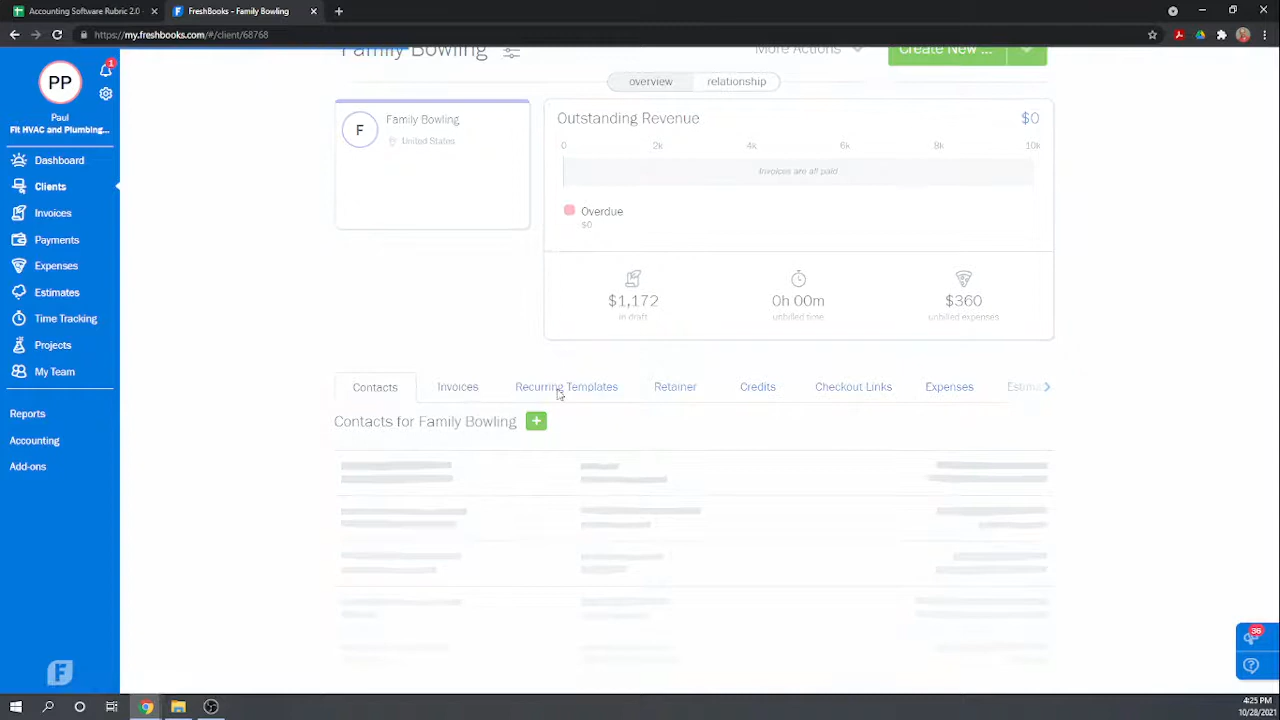 Accounting Software Rubric 2.0
FreshBooks - Family Bowling
https://my.freshbooks.com/#/client/68768
PP
1
Paul
Fit HVAC and Plumbing...
Dashboard
Clients
Invoices
Payments
Expenses
Estimates
Time Tracking
Projects
My Team
Reports
Accounting
Add-ons
Family Bowling
More Actions
Create New ...
overview
relationship
F
Family Bowling
United States
Outstanding Revenue
$0
0
2k
4k
6k
8k
10k
Invoices are all paid
Overdue
$0
$1,172
in draft
0h 00m
unbilled time
$360
unbilled expenses
Contacts
Invoices
Recurring Templates
Retainer
Credits
Checkout Links
Expenses
Estima
Contacts for Family Bowling
36
4:25 PM
10/28/2021